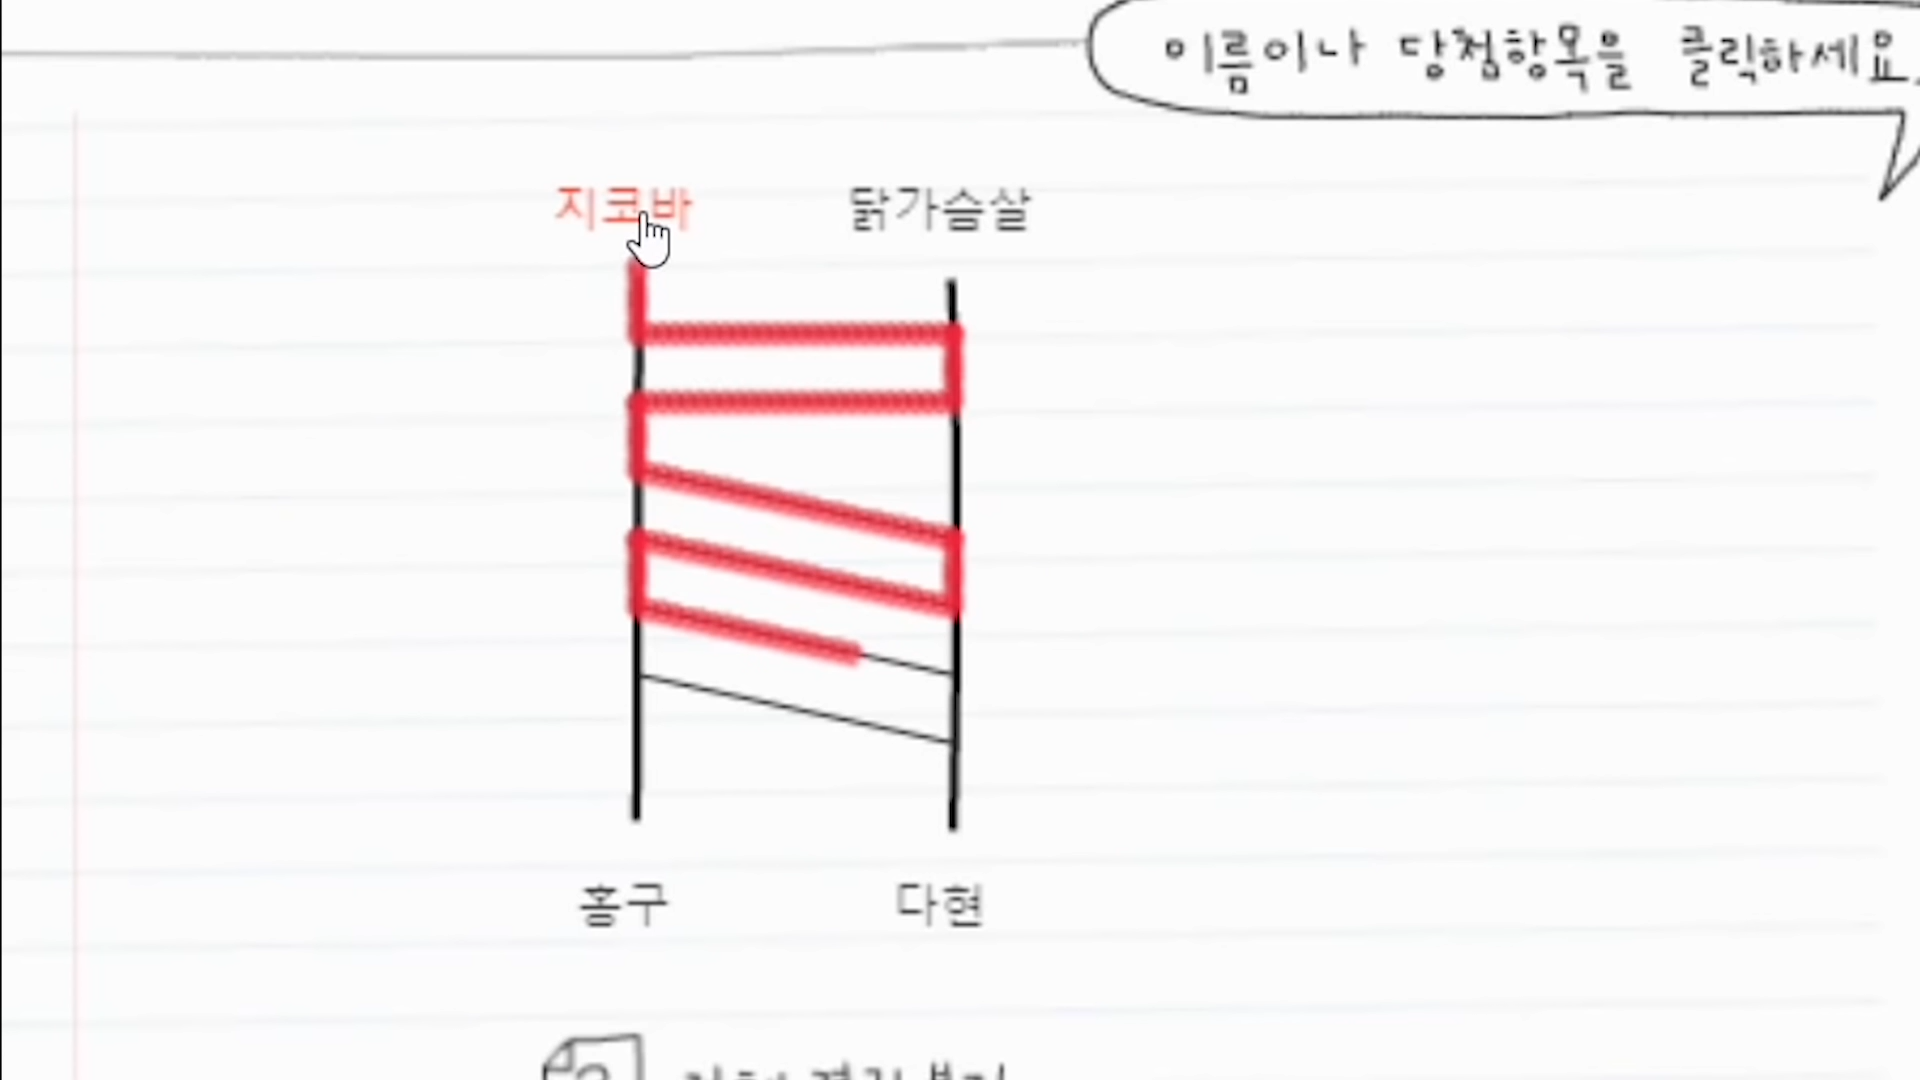 이름이나 당첨항목을 클릭하세요.
지코바 닭가슴살
홍구 다현